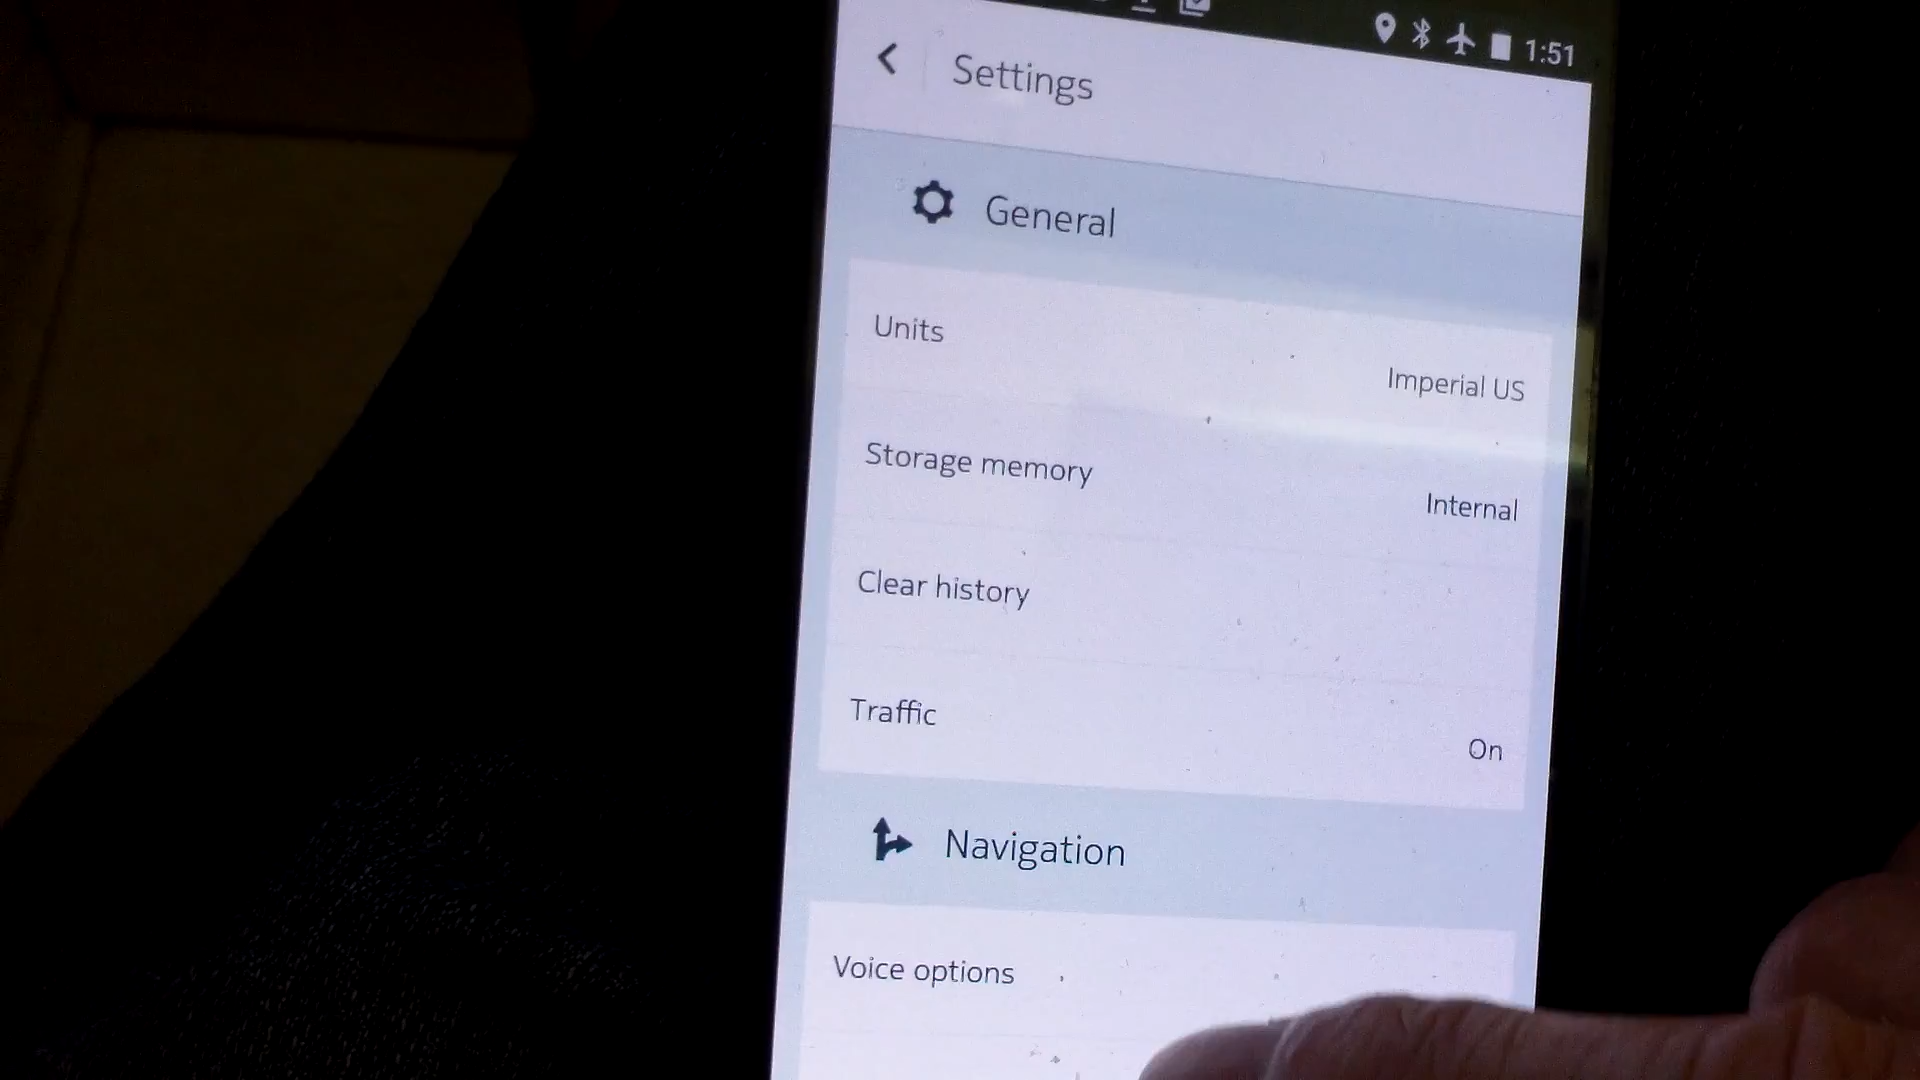 1:51
Settings
General
Units
Imperial US
Storage memory
Internal
Clear history
Traffic
On
Navigation
Voice options